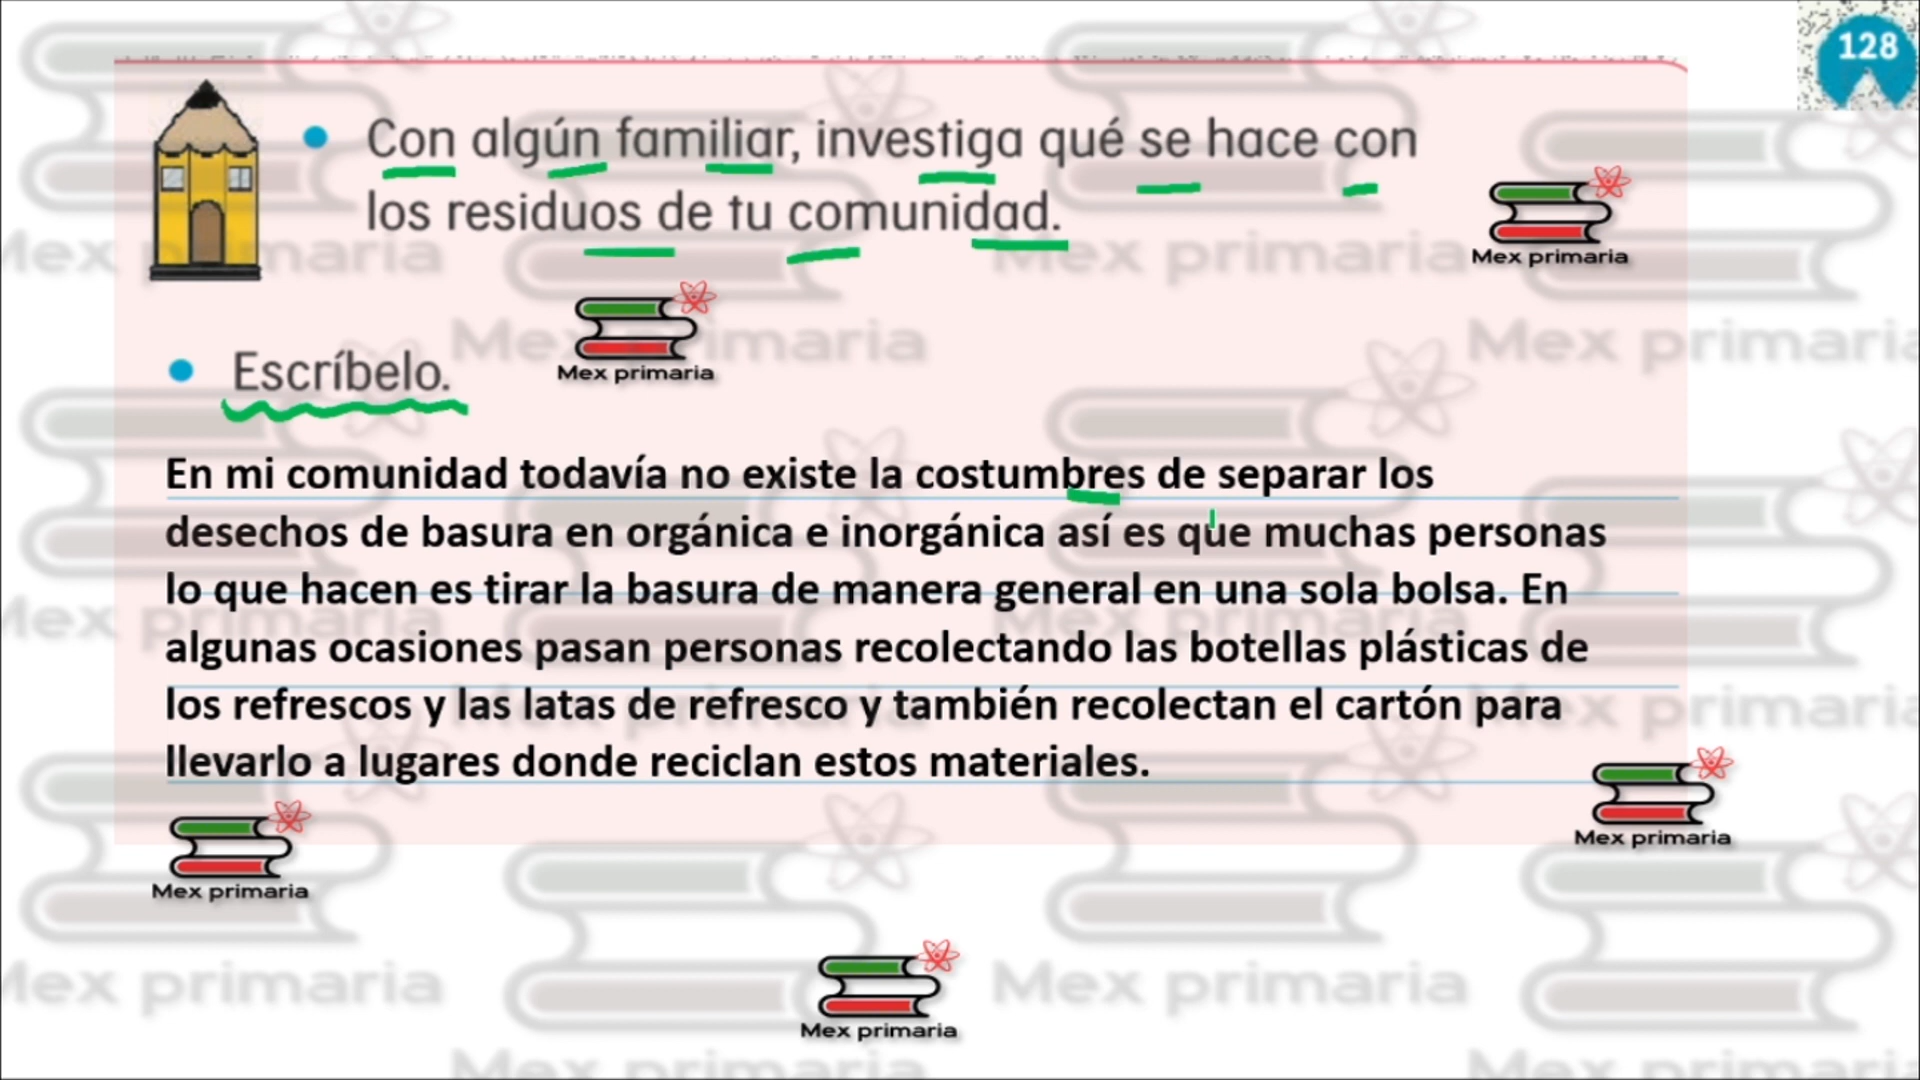 128
Con algún familiar, investiga qué se hace con
los residuos de tu comunidad.
Mex primaria
Mex primaria
Escríbelo.
En mi comunidad todavía no existe la costumbres de separar los
desechos de basura en orgánica e inorgánica así es que muchas personas
lo que hacen es tirar la basura de manera general en una sola bolsa. En
algunas ocasiones pasan personas recolectando las botellas plásticas de
los refrescos y las latas de refresco y también recolectan el cartón para
llevarlo a lugares donde reciclan estos materiales.
Mex primaria
Mex primaria
Mex primaria